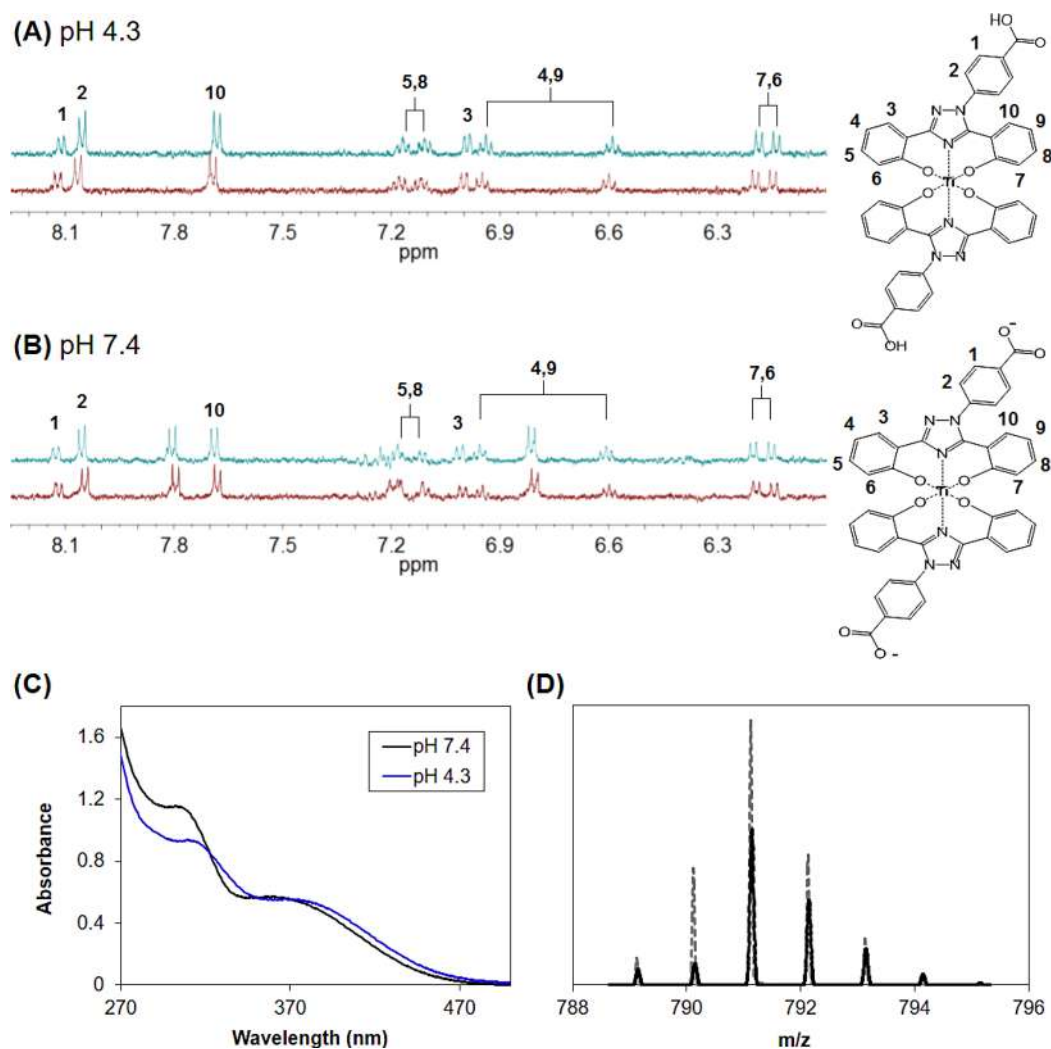 (A) pH 4.3
1 2 10 5,8 3 4,9 7,6
8.1 7.8 7.5 7.2 6.9 6.6 6.3
ppm
HO
O
1
2
N N
3 10
4 9
N
5 8
O O
6 Ti 7
O O
N
N N
O
OH
(B) pH 7.4
1 2 10 5,8 3 4,9 7,6
8.1 7.8 7.5 7.2 6.9 6.6 6.3
ppm
O-
O
1
2
N N
3 10
4 9
N
5 8
O O
6 Ti 7
O O
N
N N
O
O-
(C)
Absorbance
1.6
1.2
0.8
0.4
0
pH 7.4
pH 4.3
270 370 470
Wavelength (nm)
(D)
788 790 792 794 796
m/z